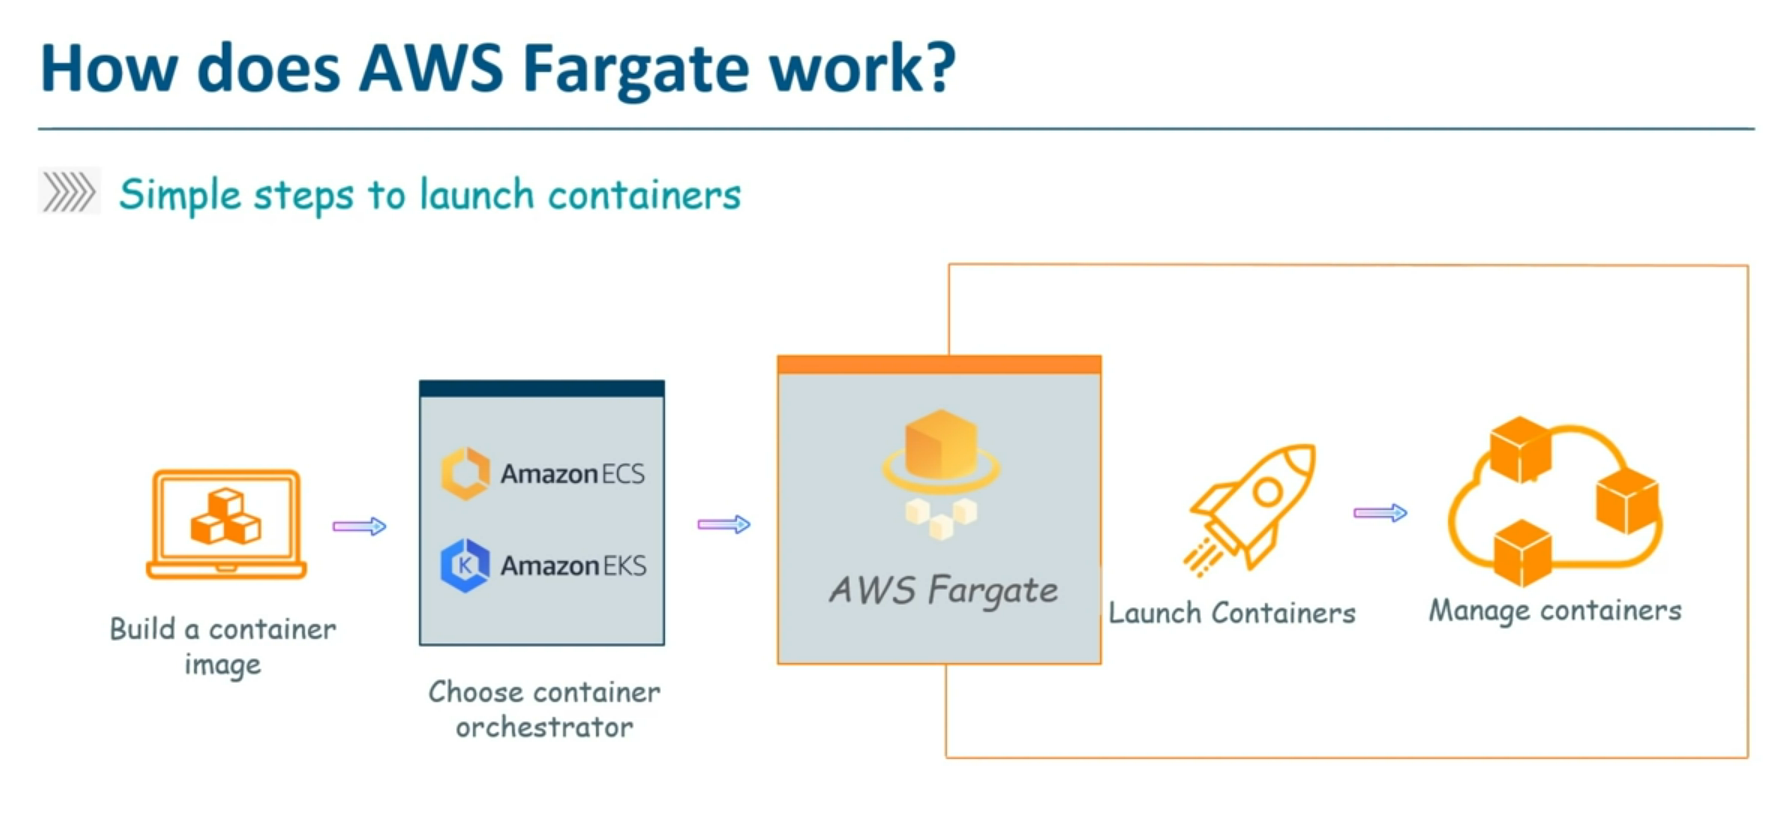 How does AWS Fargate work?
Simple steps to launch containers
Build a container
image
Amazon ECS
K
Amazon EKS
Choose container
orchestrator
AWS Fargate
Launch Containers
Manage containers